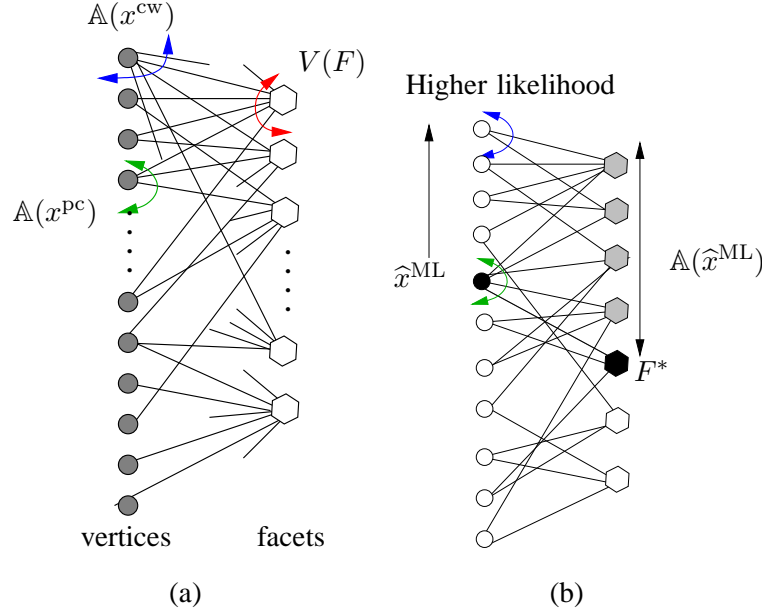 𝔸(x^cw)
V(F)
𝔸(x^pc)
vertices
facets
(a)
Higher likelihood
x̂^ML
𝔸(x̂^ML)
F*
(b)